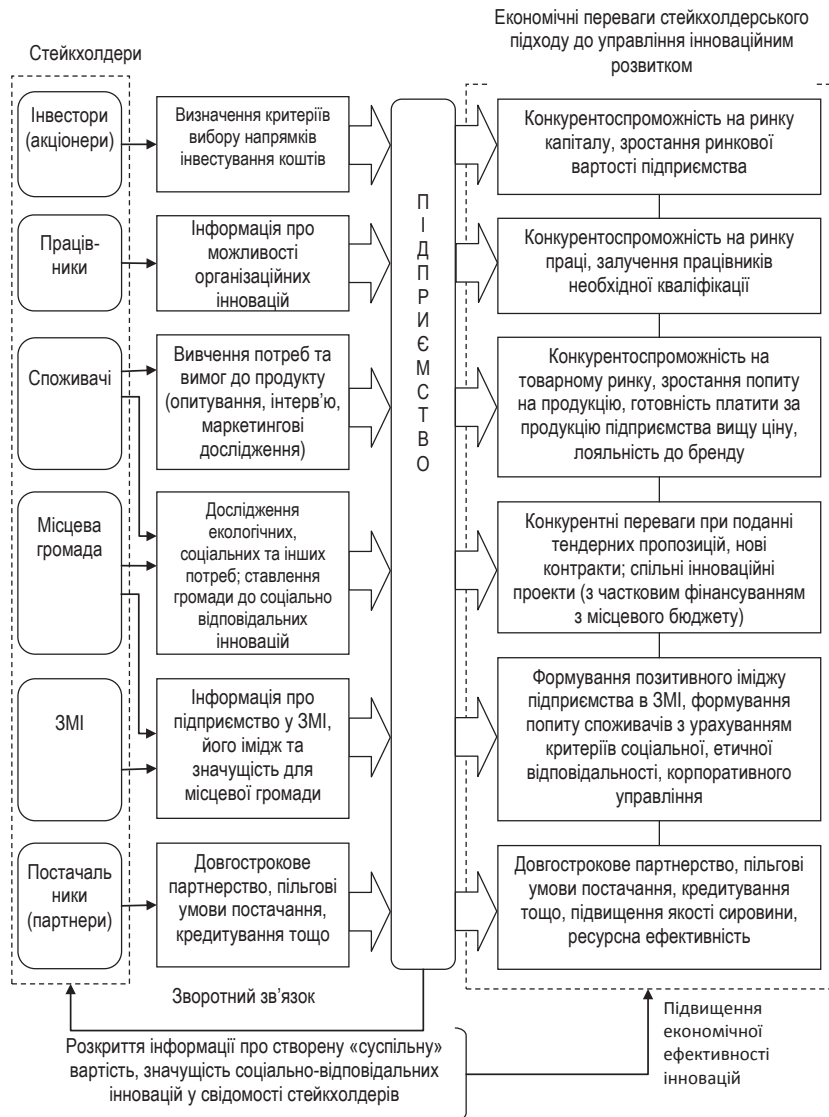 Стейкхолдери
Економічні переваги стейкхолдерського
підходу до управління інноваційним
розвитком
Інвестори
(акціонери)
Визначення критеріїв
вибору напрямків
інвестування коштів
Конкурентоспроможність на ринку
капіталу, зростання ринкової
вартості підприємства
Праців-
ники
Інформація про
можливості
організаційних
інновацій
Конкурентоспроможність на ринку
праці, залучення працівників
необхідної кваліфікації
Споживачі
Вивчення потреб та
вимог до продукту
(опитування, інтерв’ю,
маркетингові
дослідження)
Конкурентоспроможність на
товарному ринку, зростання попиту
на продукцію, готовність платити за
продукцію підприємства вищу ціну,
лояльність до бренду
Місцева
громада
Дослідження
екологічних,
соціальних та інших
потреб; ставлення
громади до соціально
відповідальних
інновацій
Конкурентні переваги при поданні
тендерних пропозицій, нові
контракти; спільні інноваційні
проекти (з частковим фінансуванням
з місцевого бюджету)
ЗМІ
Інформація про
підприємство у ЗМІ,
його імідж та
значущість для
місцевої громади
Формування позитивного іміджу
підприємства в ЗМІ, формування
попиту споживачів з урахуванням
критеріїв соціальної, етичної
відповідальності, корпоративного
управління
Постачаль
ники
(партнери)
Довгострокове
партнерство, пільгові
умови постачання,
кредитування тощо
Довгострокове партнерство, пільгові
умови постачання, кредитування
тощо, підвищення якості сировини,
ресурсна ефективність
П
І
Д
П
Р
И
Є
М
С
Т
В
О
Зворотний зв’язок
Розкриття інформації про створену «суспільну»
вартість, значущість соціально-відповідальних
інновацій у свідомості стейкхолдерів
Підвищення
економічної
ефективності
інновацій